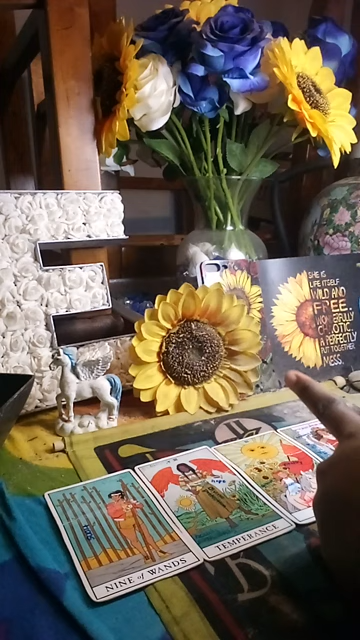 SHE IS
LIFE ITSELF
WILD AND
FREE.
WONDERFULLY
CHAOTIC.
A PERFECTLY
PUT TOGETHER
MESS.
NINE of WANDS
TEMPERANCE